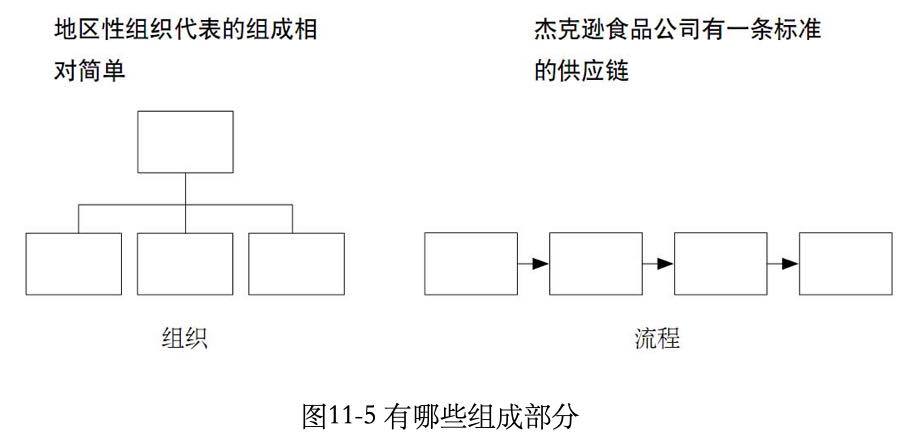 地区性组织代表的组成相
对简单
杰克逊食品公司有一条标准
的供应链
组织
流程
图11-5 有哪些组成部分